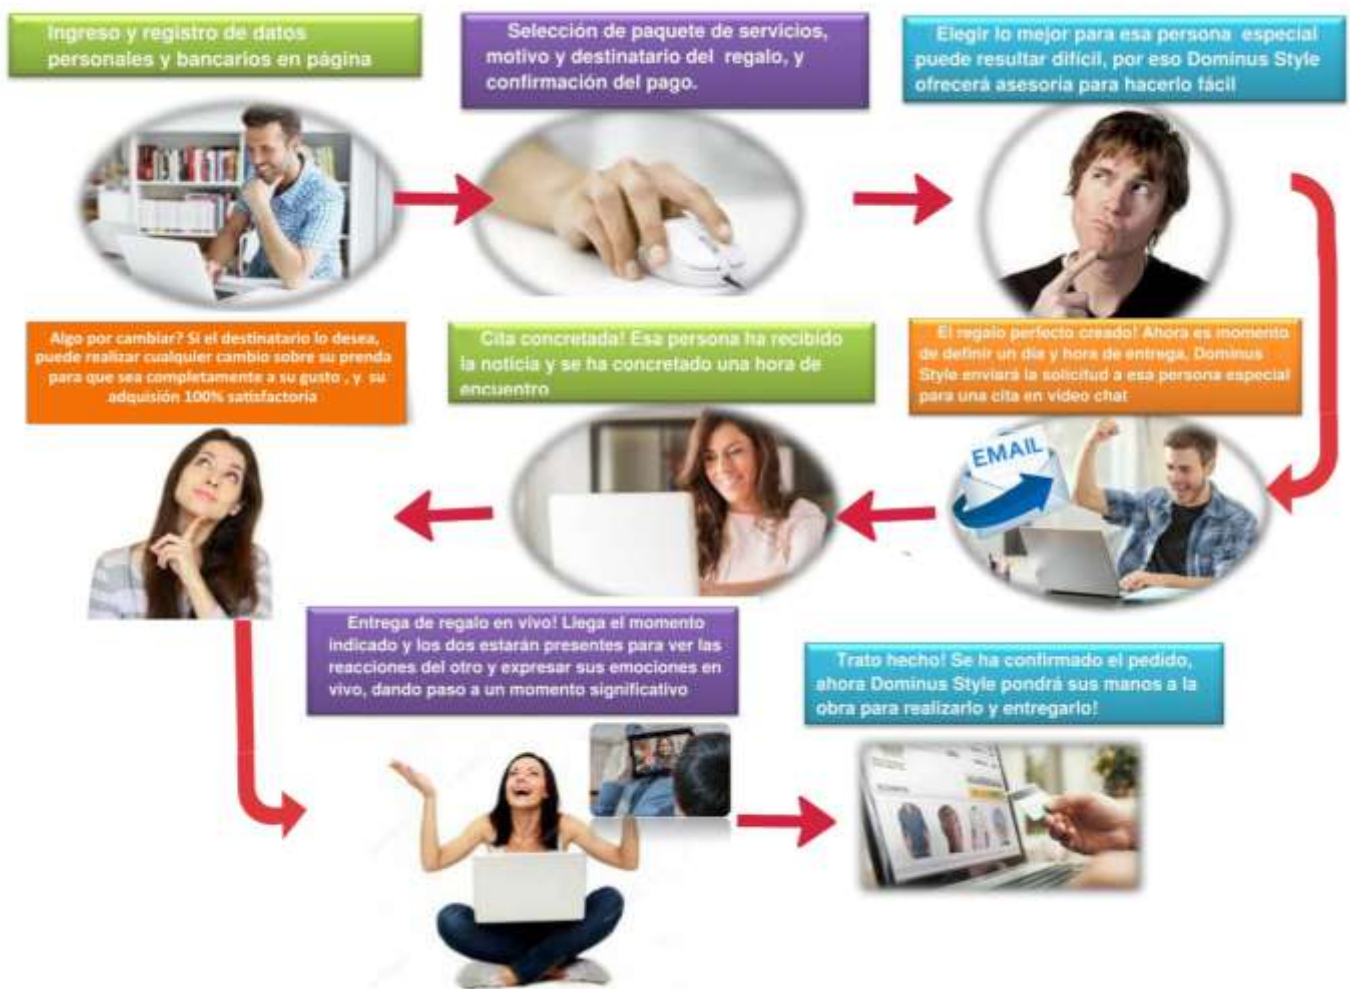 Ingreso y registro de datos
personales y bancarios en página
Selección de paquete de servicios,
motivo y destinatario del regalo, y
confirmación del pago.
Elegir lo mejor para esa persona especial
puede resultar difícil, por eso Dominus Style
ofrecerá asesoría para hacerlo fácil
El regalo perfecto creado! Ahora es momento
de definir un día y hora de entrega, Dominus
Style enviará la solicitud a esa persona especial
para una cita en video chat
EMAIL
Cita concretada! Esa persona ha recibido
la noticia y se ha concretado una hora de
encuentro
Algo por cambiar? Si el destinatario lo desea,
puede realizar cualquier cambio sobre su prenda
para que sea completamente a su gusto , y su
adquisión 100% satisfactoria
Entrega de regalo en vivo! Llega el momento
indicado y los dos estarán presentes para ver las
reacciones del otro y expresar sus emociones en
vivo, dando paso a un momento significativo
Trato hecho! Se ha confirmado el pedido,
ahora Dominus Style pondrá sus manos a la
obra para realizarlo y entregarlo!